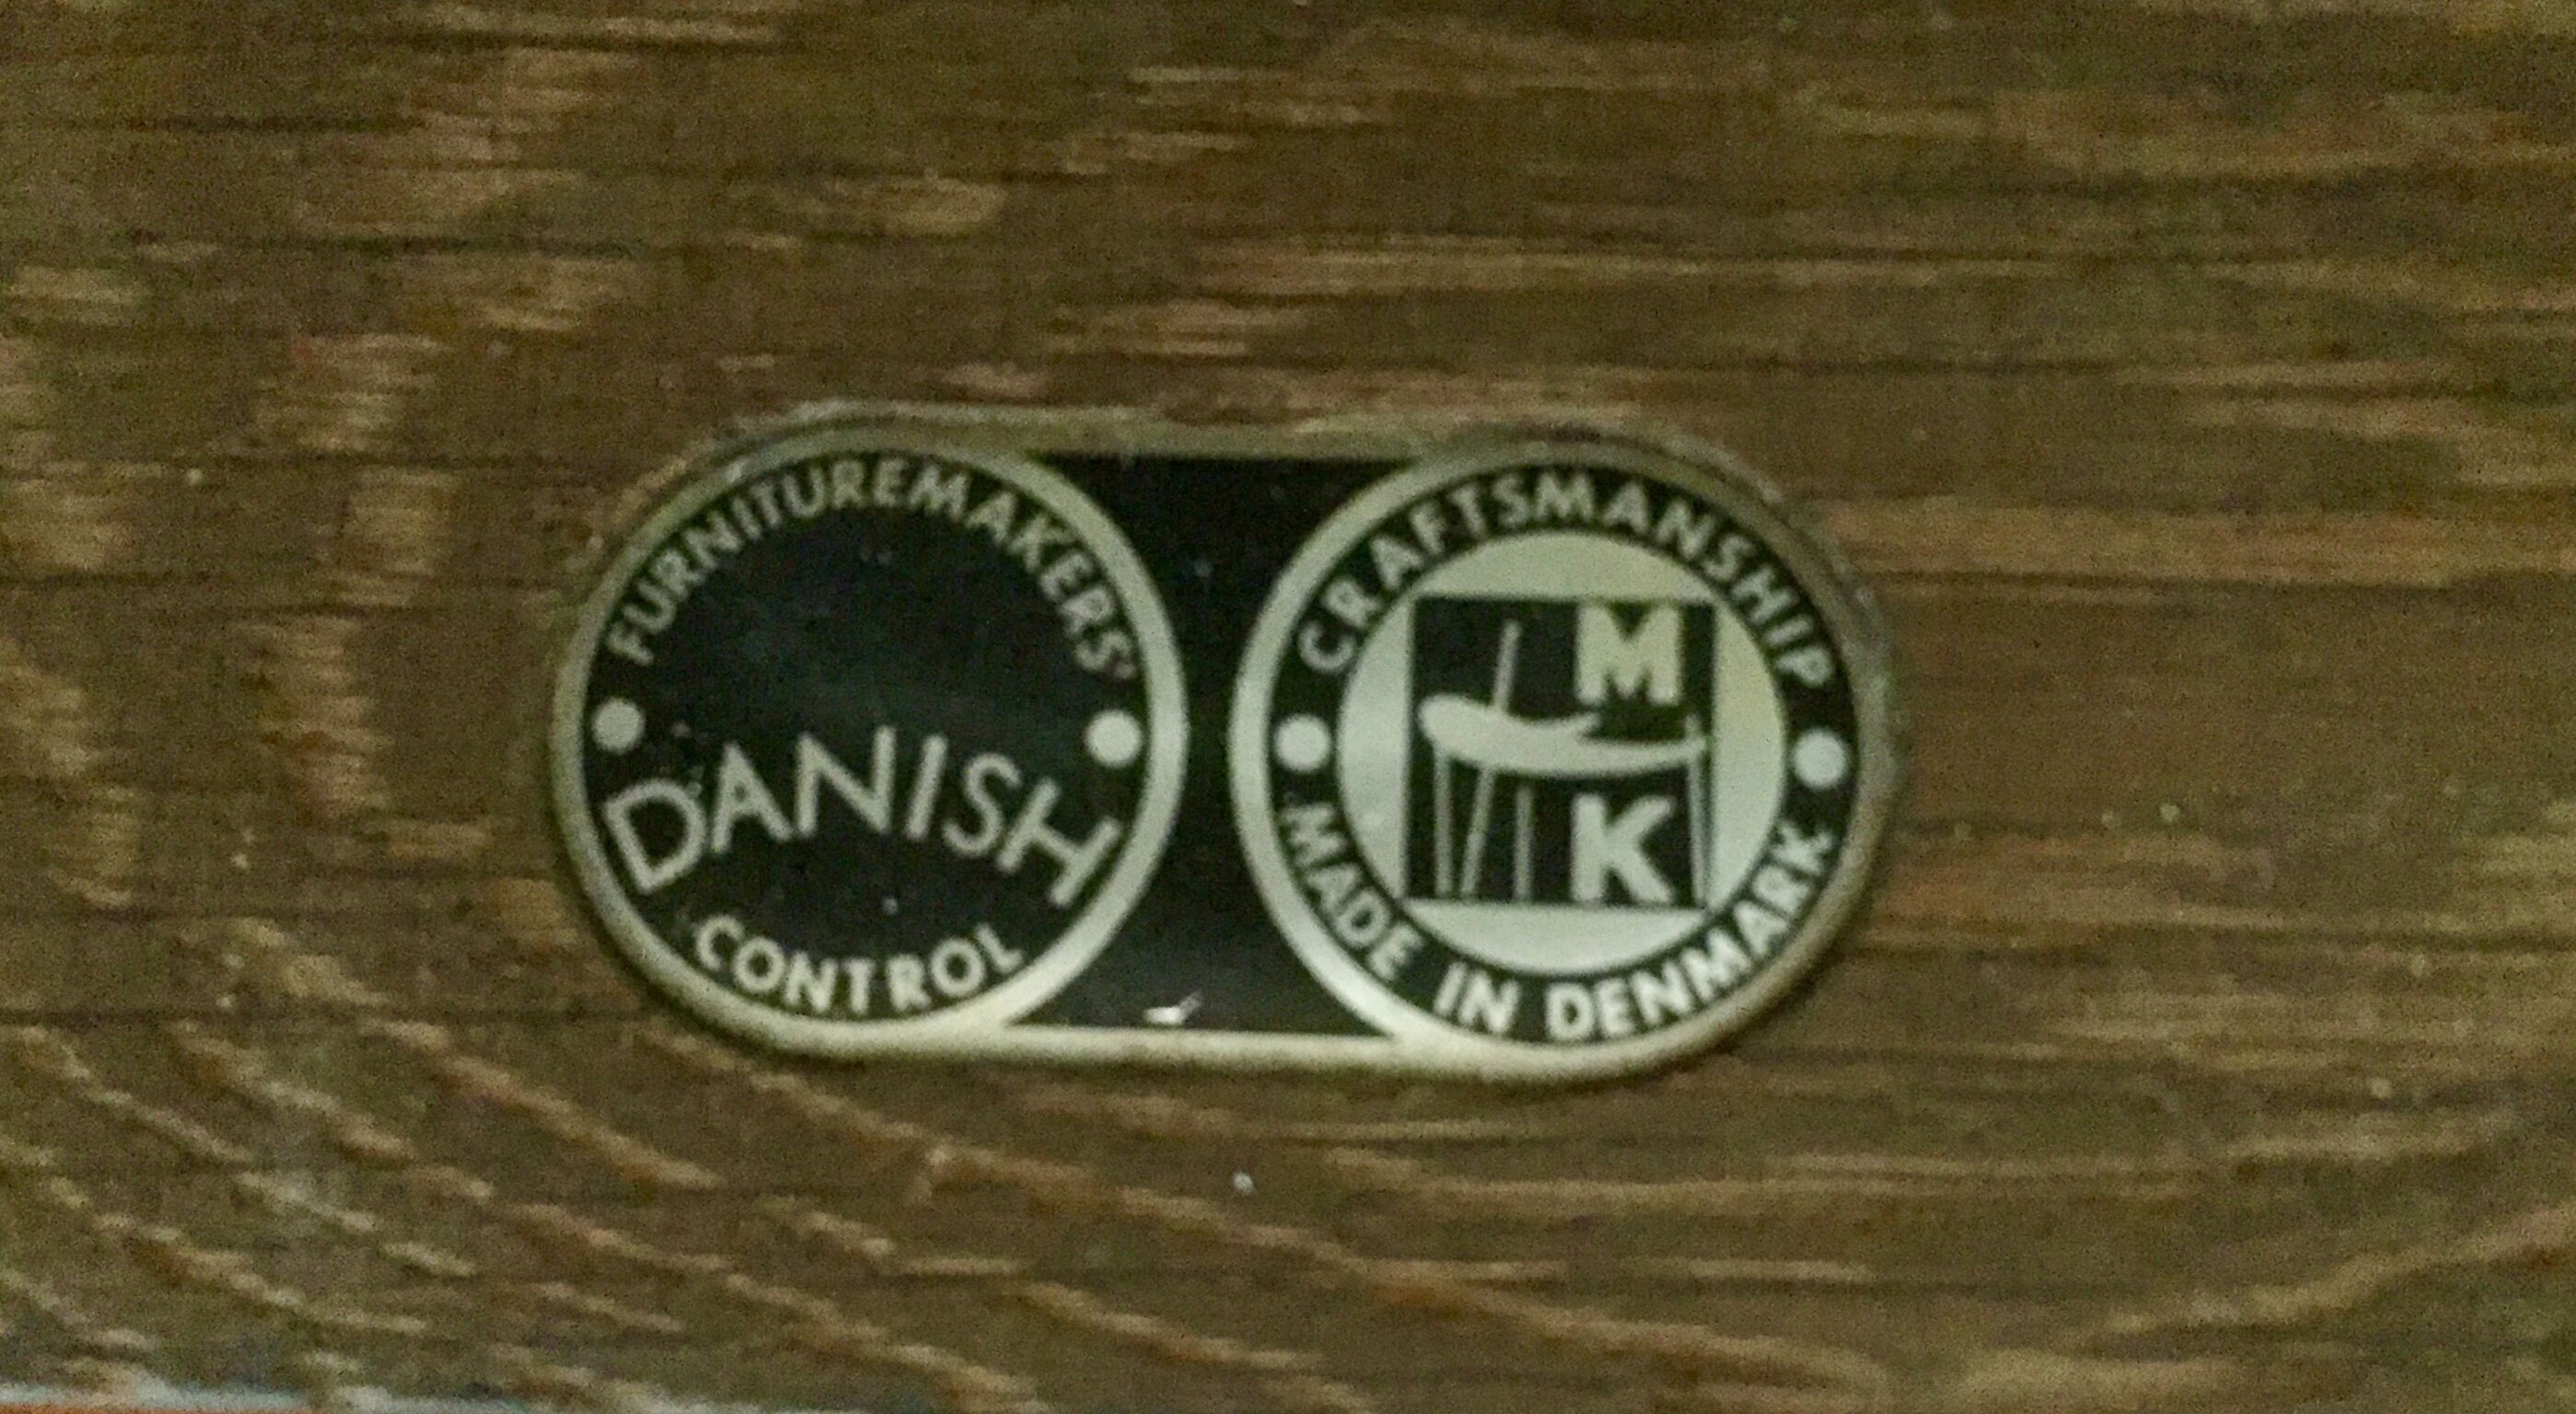 FURNITUREMAKERS'
DANISH
CONTROL
CRAFTSMANSHIP
M
K
MADE IN DENMARK